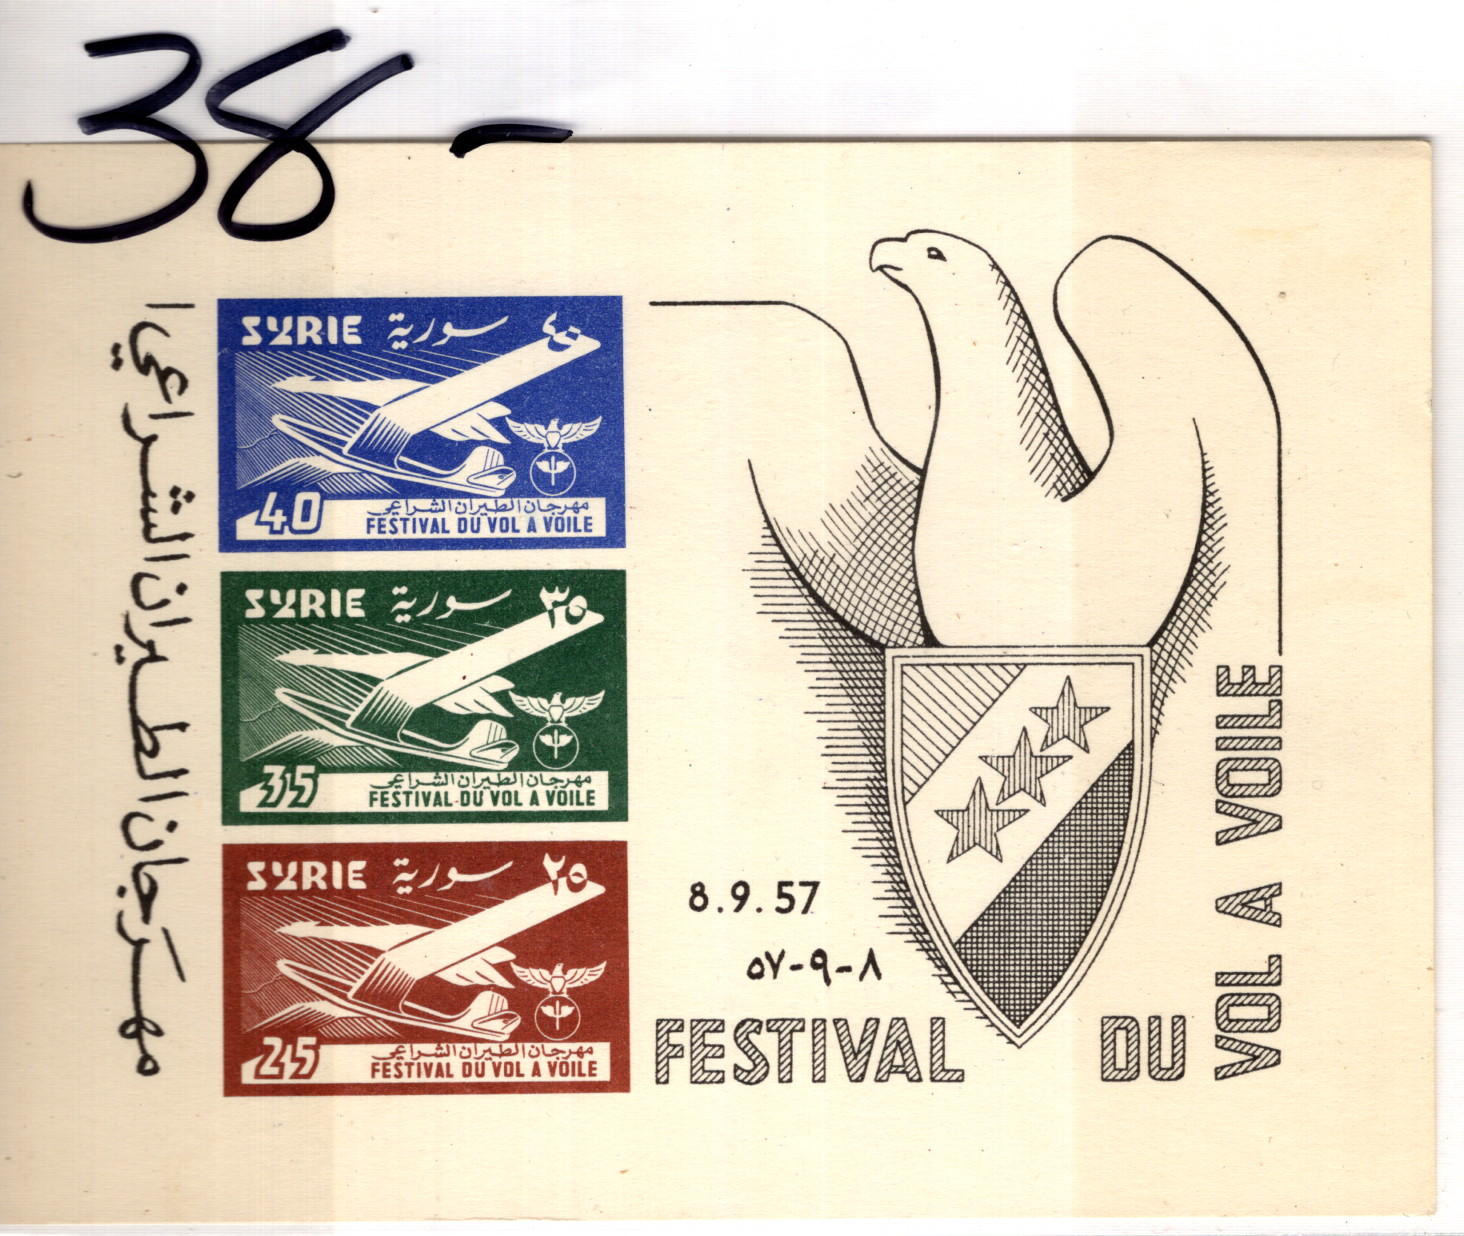 38-
مهرجان الطيران الشراعي ا
SYRIE سورية ٤٠
40
مهرجان الطيران الشراعي
FESTIVAL DU VOL A VOILE
SYRIE سورية ٣٥
35
مهرجان الطيران الشراعي
FESTIVAL DU VOL A VOILE
SYRIE سورية ٢٥
25
مهرجان الطيران الشراعي
FESTIVAL DU VOL A VOILE
8.9.57
٥٧-٩-٨
FESTIVAL DU
VOL A VOILE